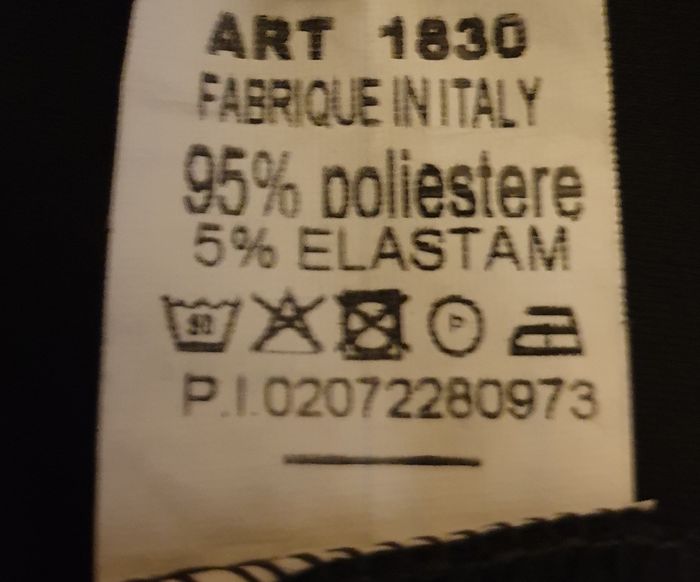 ART 1830
FABRIQUE IN ITALY
95% poliestere
5% ELASTAM
P
P.I.02072280973